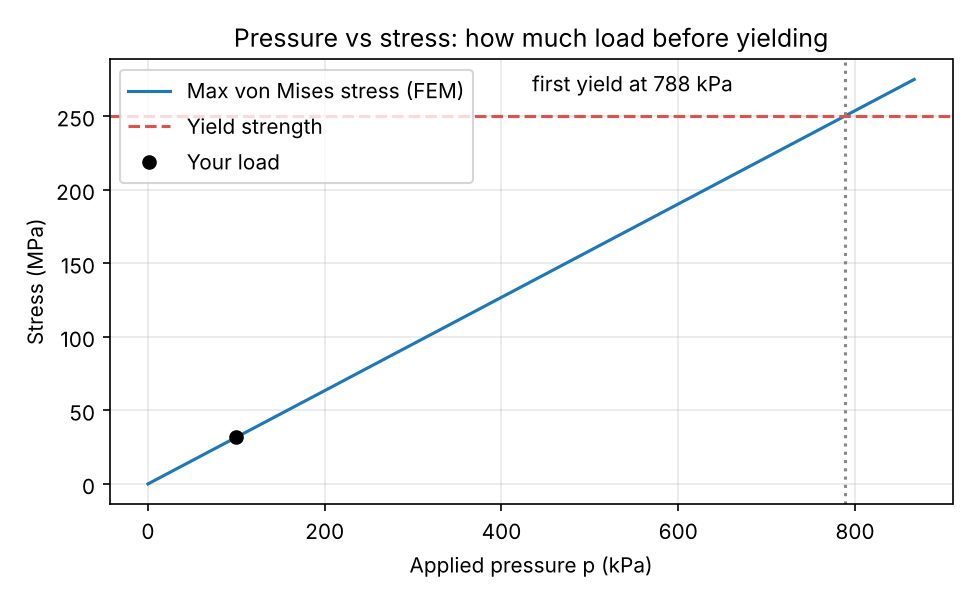 Pressure vs stress: how much load before yielding
Max von Mises stress (FEM)
Yield strength
Your load
first yield at 788 kPa
Stress (MPa)
250
200
150
100
50
0
0 200 400 600 800
Applied pressure p (kPa)